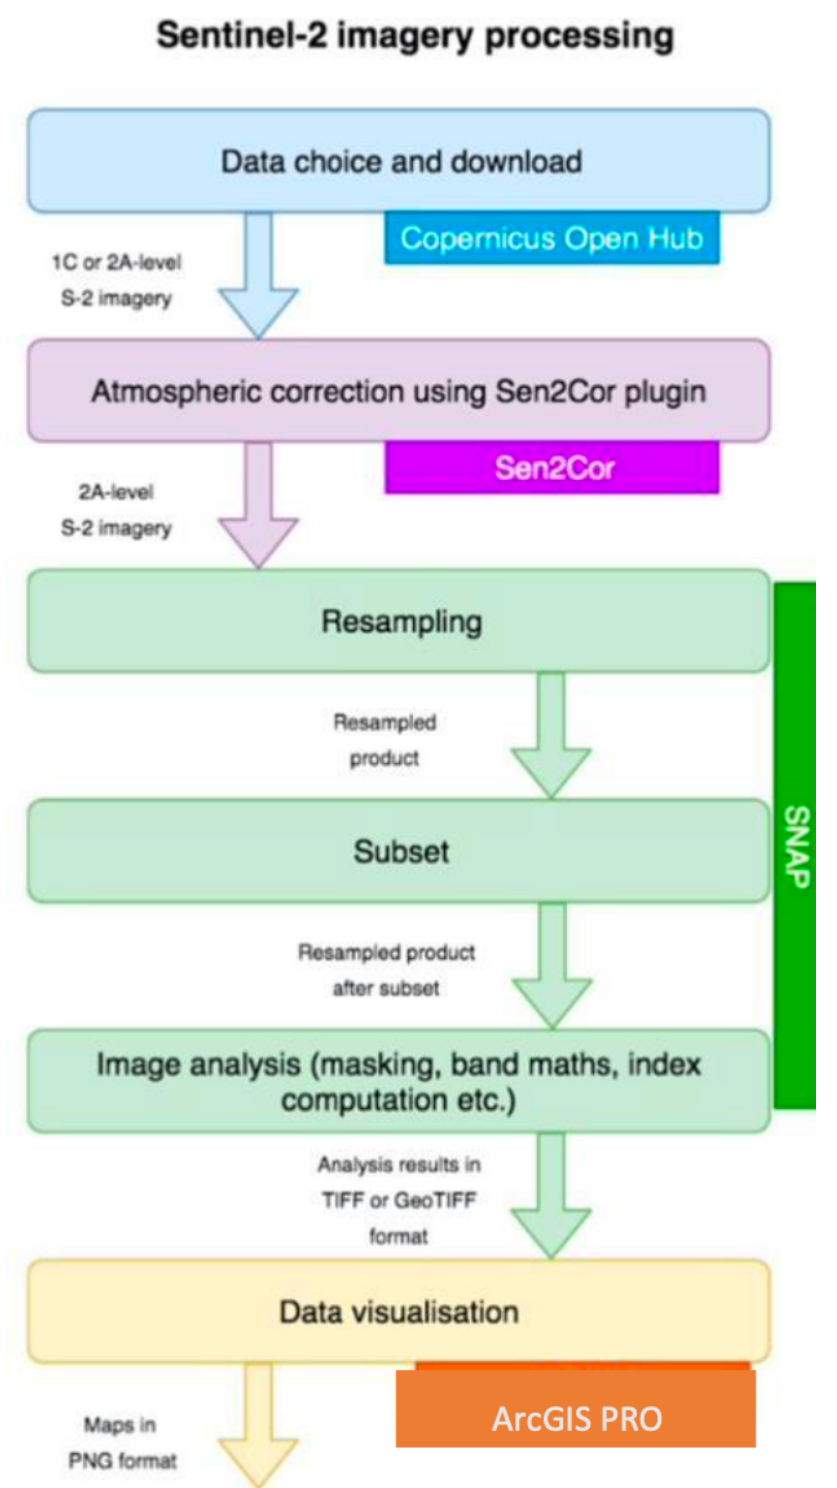 Sentinel-2 imagery processing
Data choice and download
Copernicus Open Hub
1C or 2A-level
S-2 imagery
Atmospheric correction using Sen2Cor plugin
Sen2Cor
2A-level
S-2 imagery
Resampling
Resampled
product
Subset
SNAP
Resampled product
after subset
Image analysis (masking, band maths, index
computation etc.)
Analysis results in
TIFF or GeoTIFF
format
Data visualisation
ArcGIS PRO
Maps in
PNG format